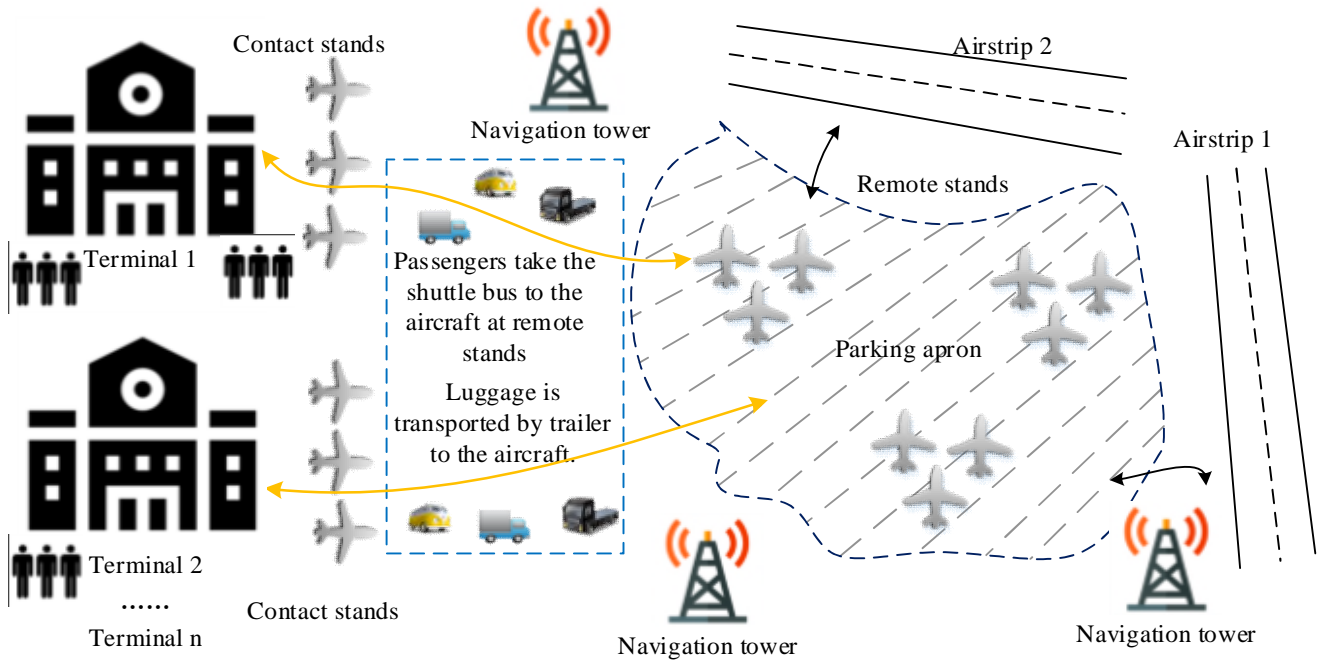 Contact stands
Navigation tower
Airstrip 2
Airstrip 1
Remote stands
Terminal 1
Passengers take the
shuttle bus to the
aircraft at remote
stands
Parking apron
Luggage is
transported by trailer
to the aircraft.
Terminal 2
......
Terminal n
Contact stands
Navigation tower
Navigation tower